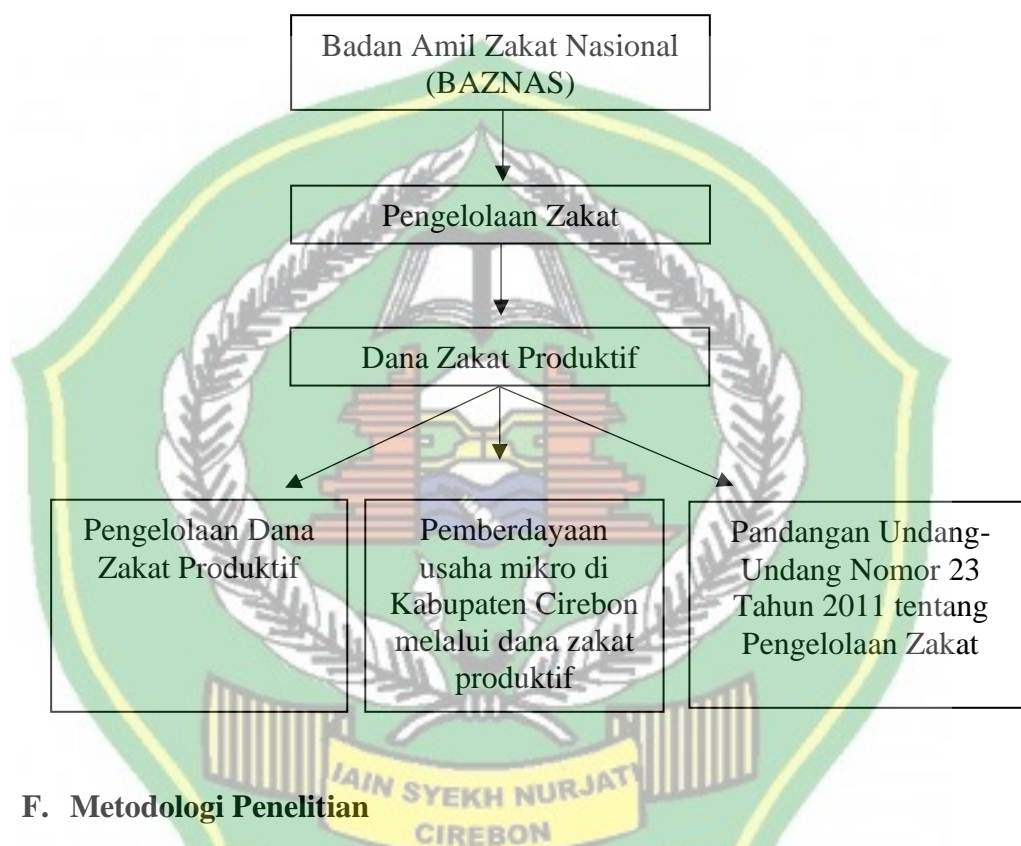 Badan Amil Zakat Nasional
(BAZNAS)
Pengelolaan Zakat
Dana Zakat Produktif
Pengelolaan Dana
Zakat Produktif
Pemberdayaan
usaha mikro di
Kabupaten Cirebon
melalui dana zakat
produktif
Pandangan Undang-
Undang Nomor 23
Tahun 2011 tentang
Pengelolaan Zakat
IAIN SYEKH NURJATI
CIREBON
F. Metodologi Penelitian